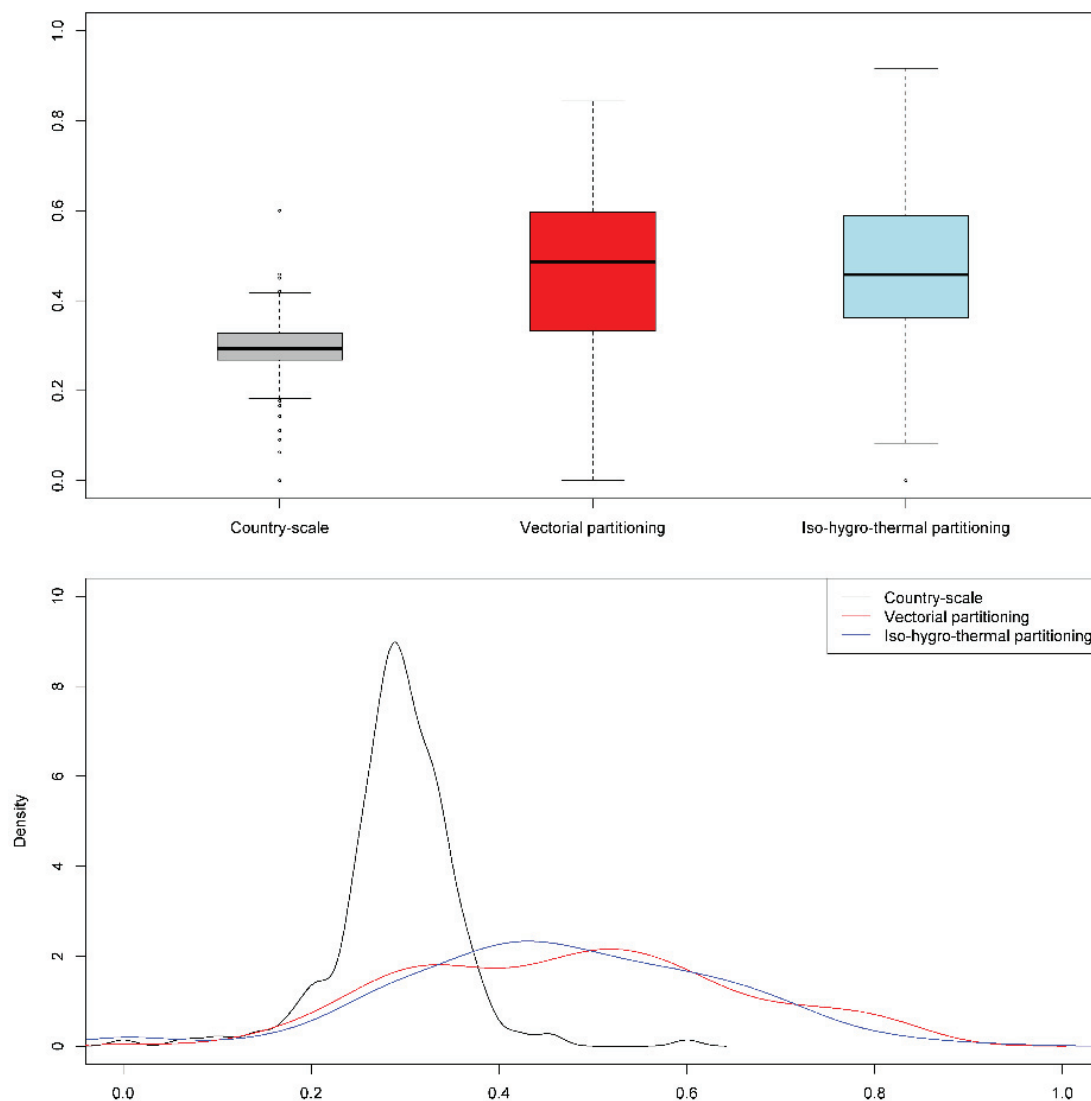 1.0
0.8
0.6
0.4
0.2
0.0
Country-scale Vectorial partitioning Iso-hygro-thermal partitioning
10
8
6
4
2
0
Density
Country-scale
Vectorial partitioning
Iso-hygro-thermal partitioning
0.0 0.2 0.4 0.6 0.8 1.0